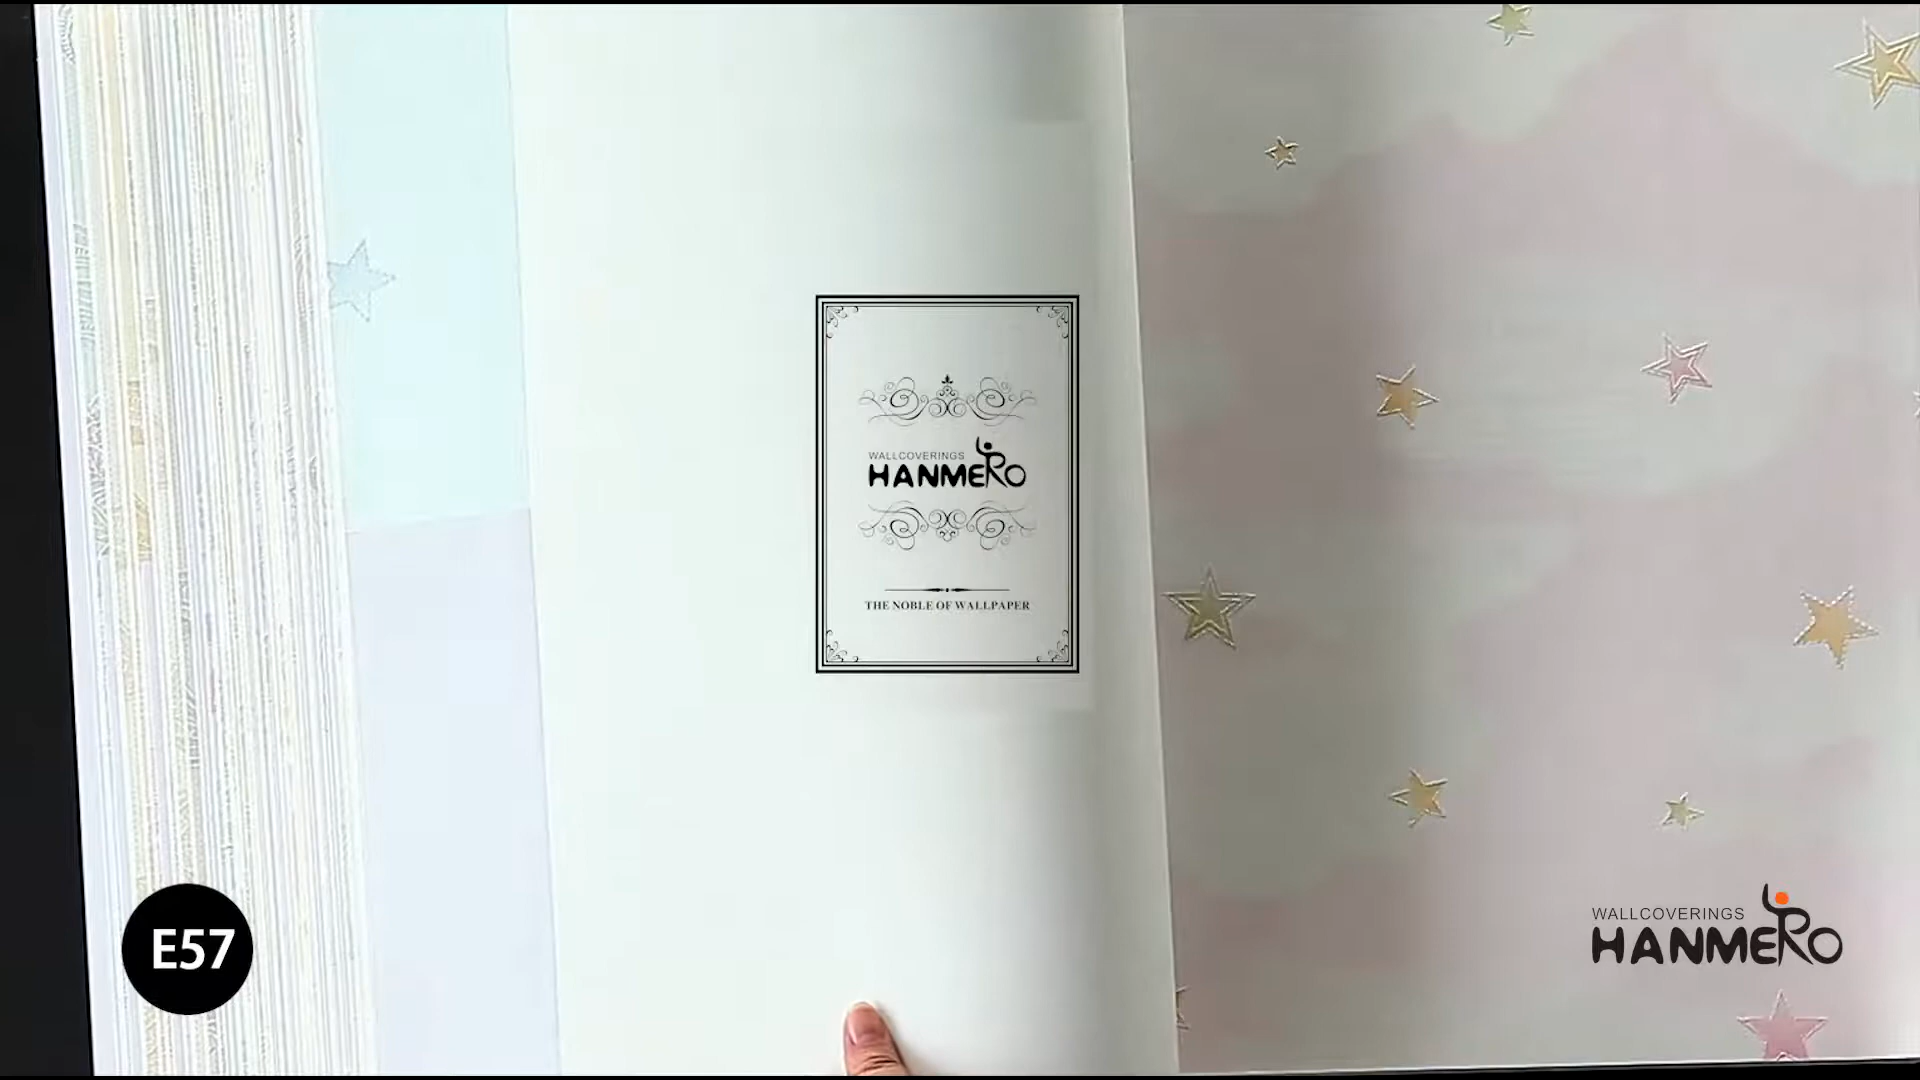 WALLCOVERINGS
HANMERO
THE NOBLE OF WALLPAPER
E57
WALLCOVERINGS
HANMERO